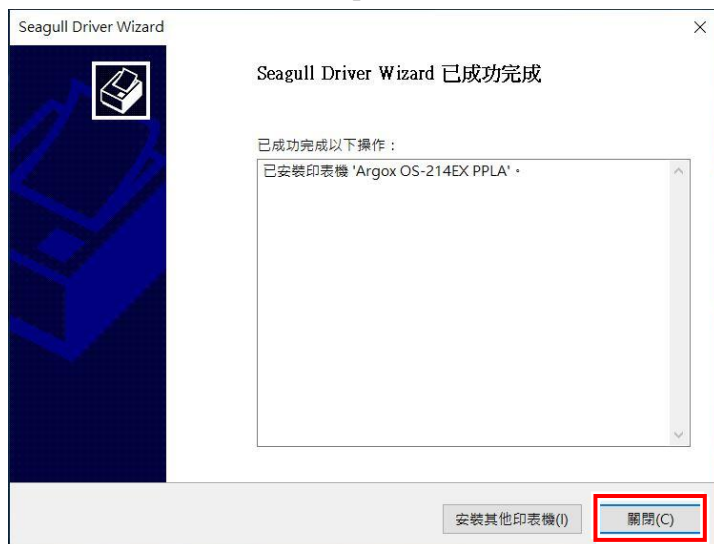 Seagull Driver Wizard
Seagull Driver Wizard 已成功完成
已成功完成以下操作：
已安裝印表機 'Argox OS-214EX PPLA'。
安裝其他印表機(I)
關閉(C)